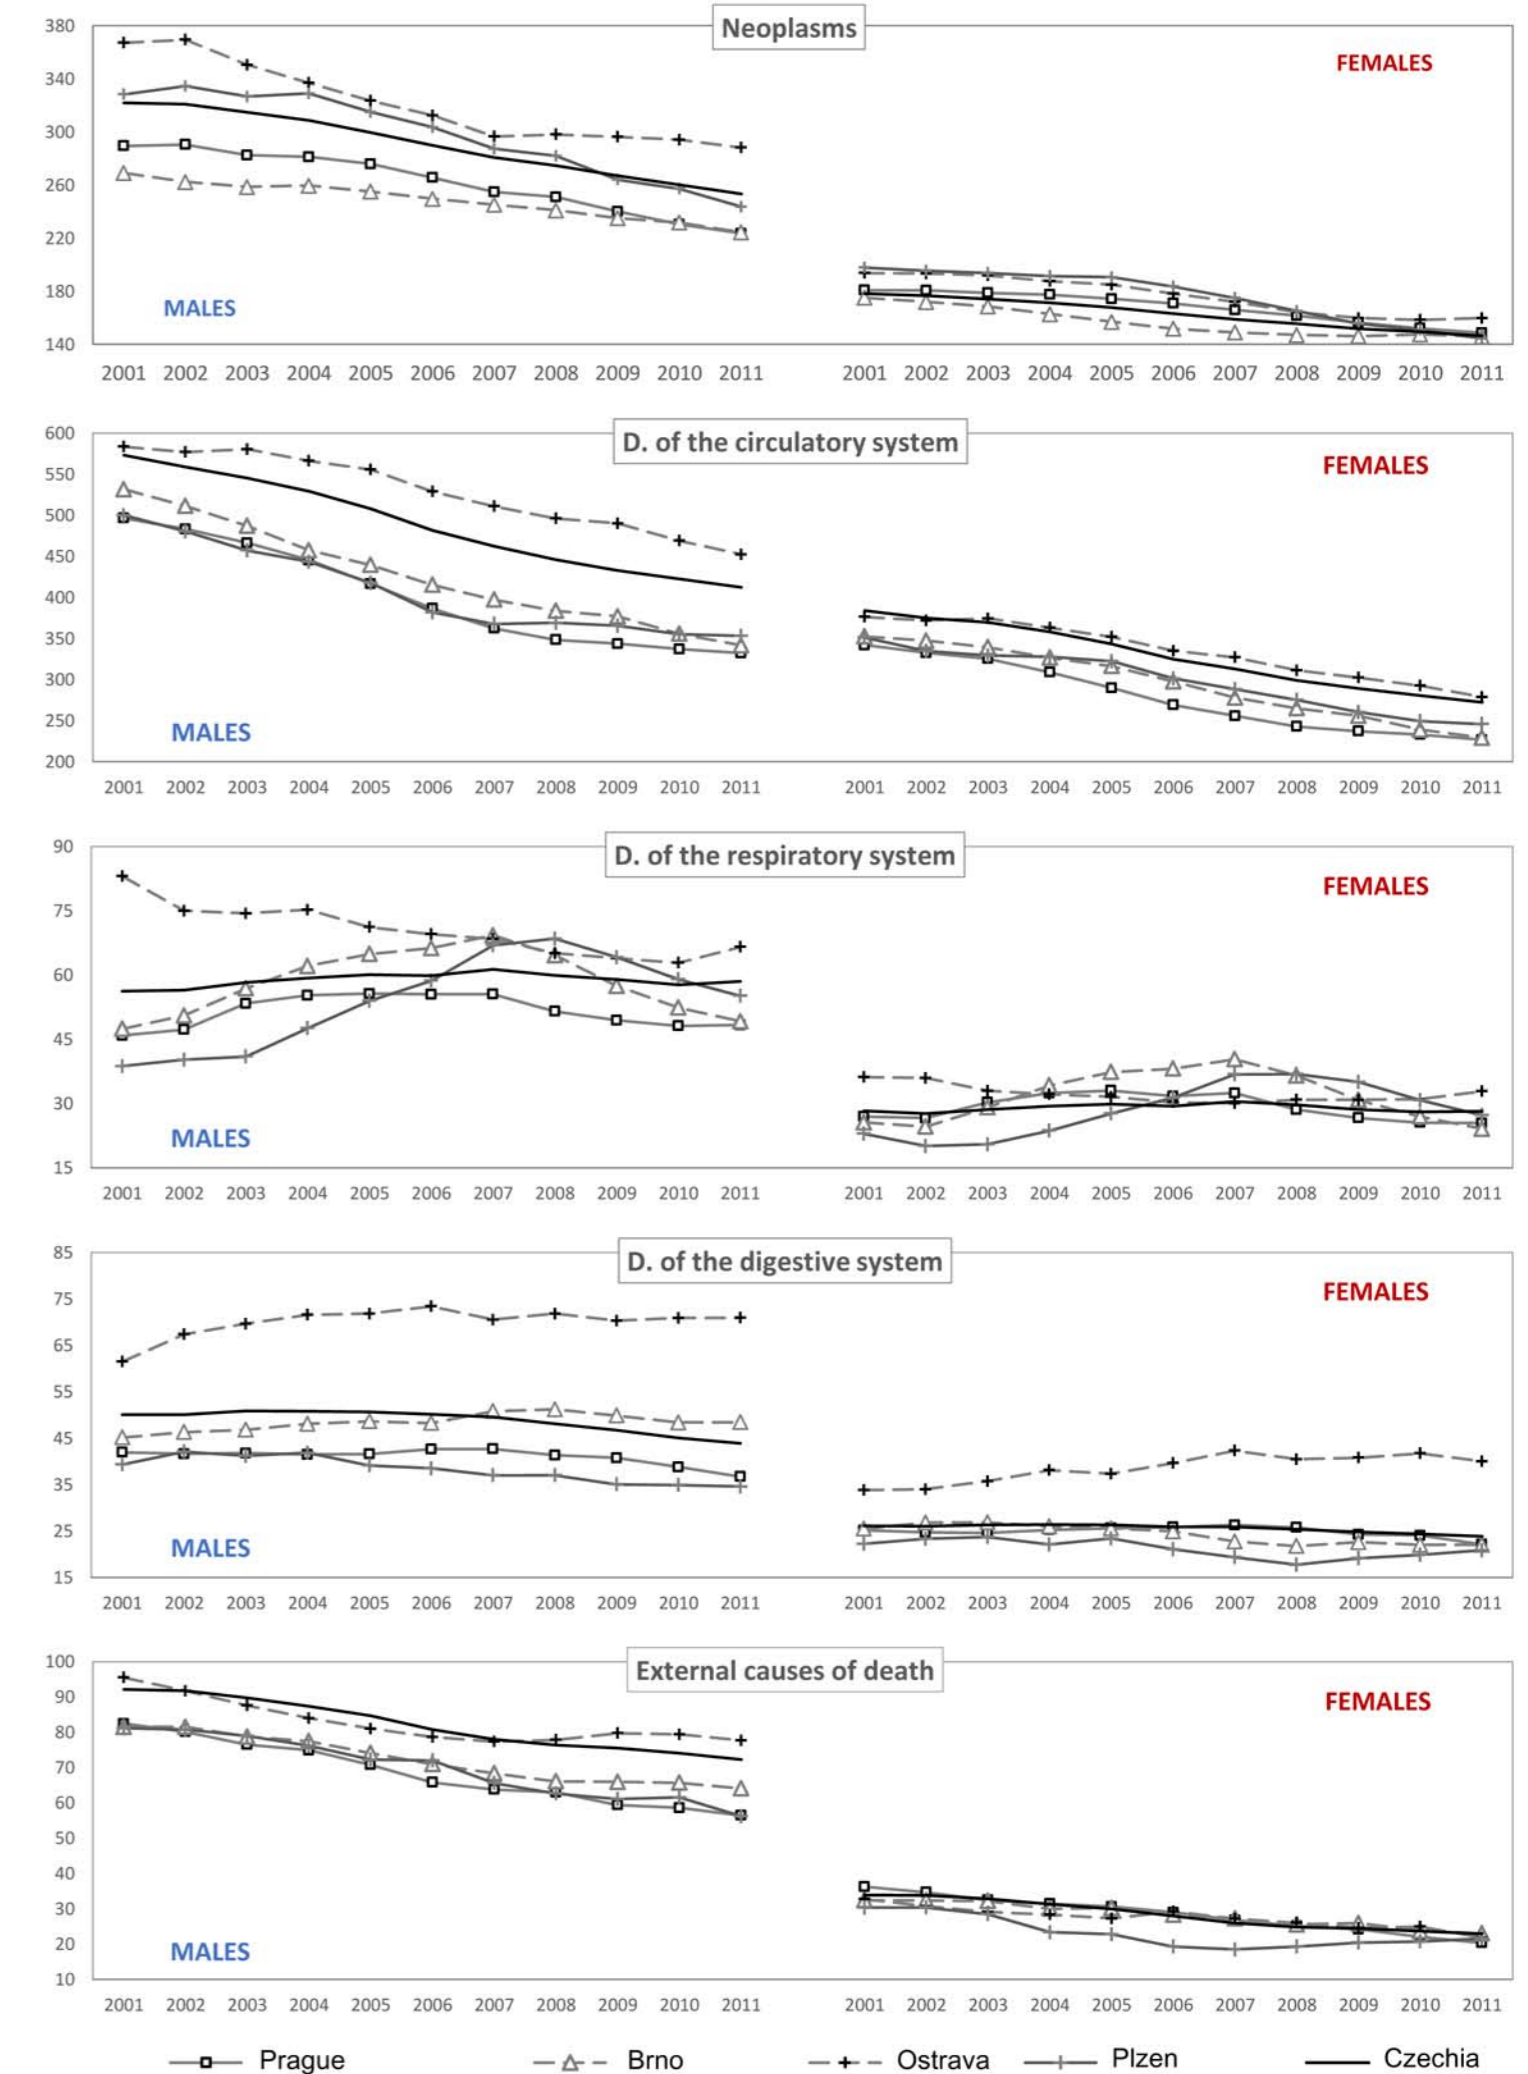 Neoplasms
380
340
300
260
220
180
140
MALES
FEMALES
2001 2002 2003 2004 2005 2006 2007 2008 2009 2010 2011 2001 2002 2003 2004 2005 2006 2007 2008 2009 2010 2011
D. of the circulatory system
600
550
500
450
400
350
300
250
200
MALES
FEMALES
2001 2002 2003 2004 2005 2006 2007 2008 2009 2010 2011 2001 2002 2003 2004 2005 2006 2007 2008 2009 2010 2011
D. of the respiratory system
90
75
60
45
30
15
MALES
FEMALES
2001 2002 2003 2004 2005 2006 2007 2008 2009 2010 2011 2001 2002 2003 2004 2005 2006 2007 2008 2009 2010 2011
D. of the digestive system
85
75
65
55
45
35
25
15
MALES
FEMALES
2001 2002 2003 2004 2005 2006 2007 2008 2009 2010 2011 2001 2002 2003 2004 2005 2006 2007 2008 2009 2010 2011
External causes of death
100
90
80
70
60
50
40
30
20
10
MALES
FEMALES
2001 2002 2003 2004 2005 2006 2007 2008 2009 2010 2011 2001 2002 2003 2004 2005 2006 2007 2008 2009 2010 2011
Prague Brno Ostrava Plzen Czechia